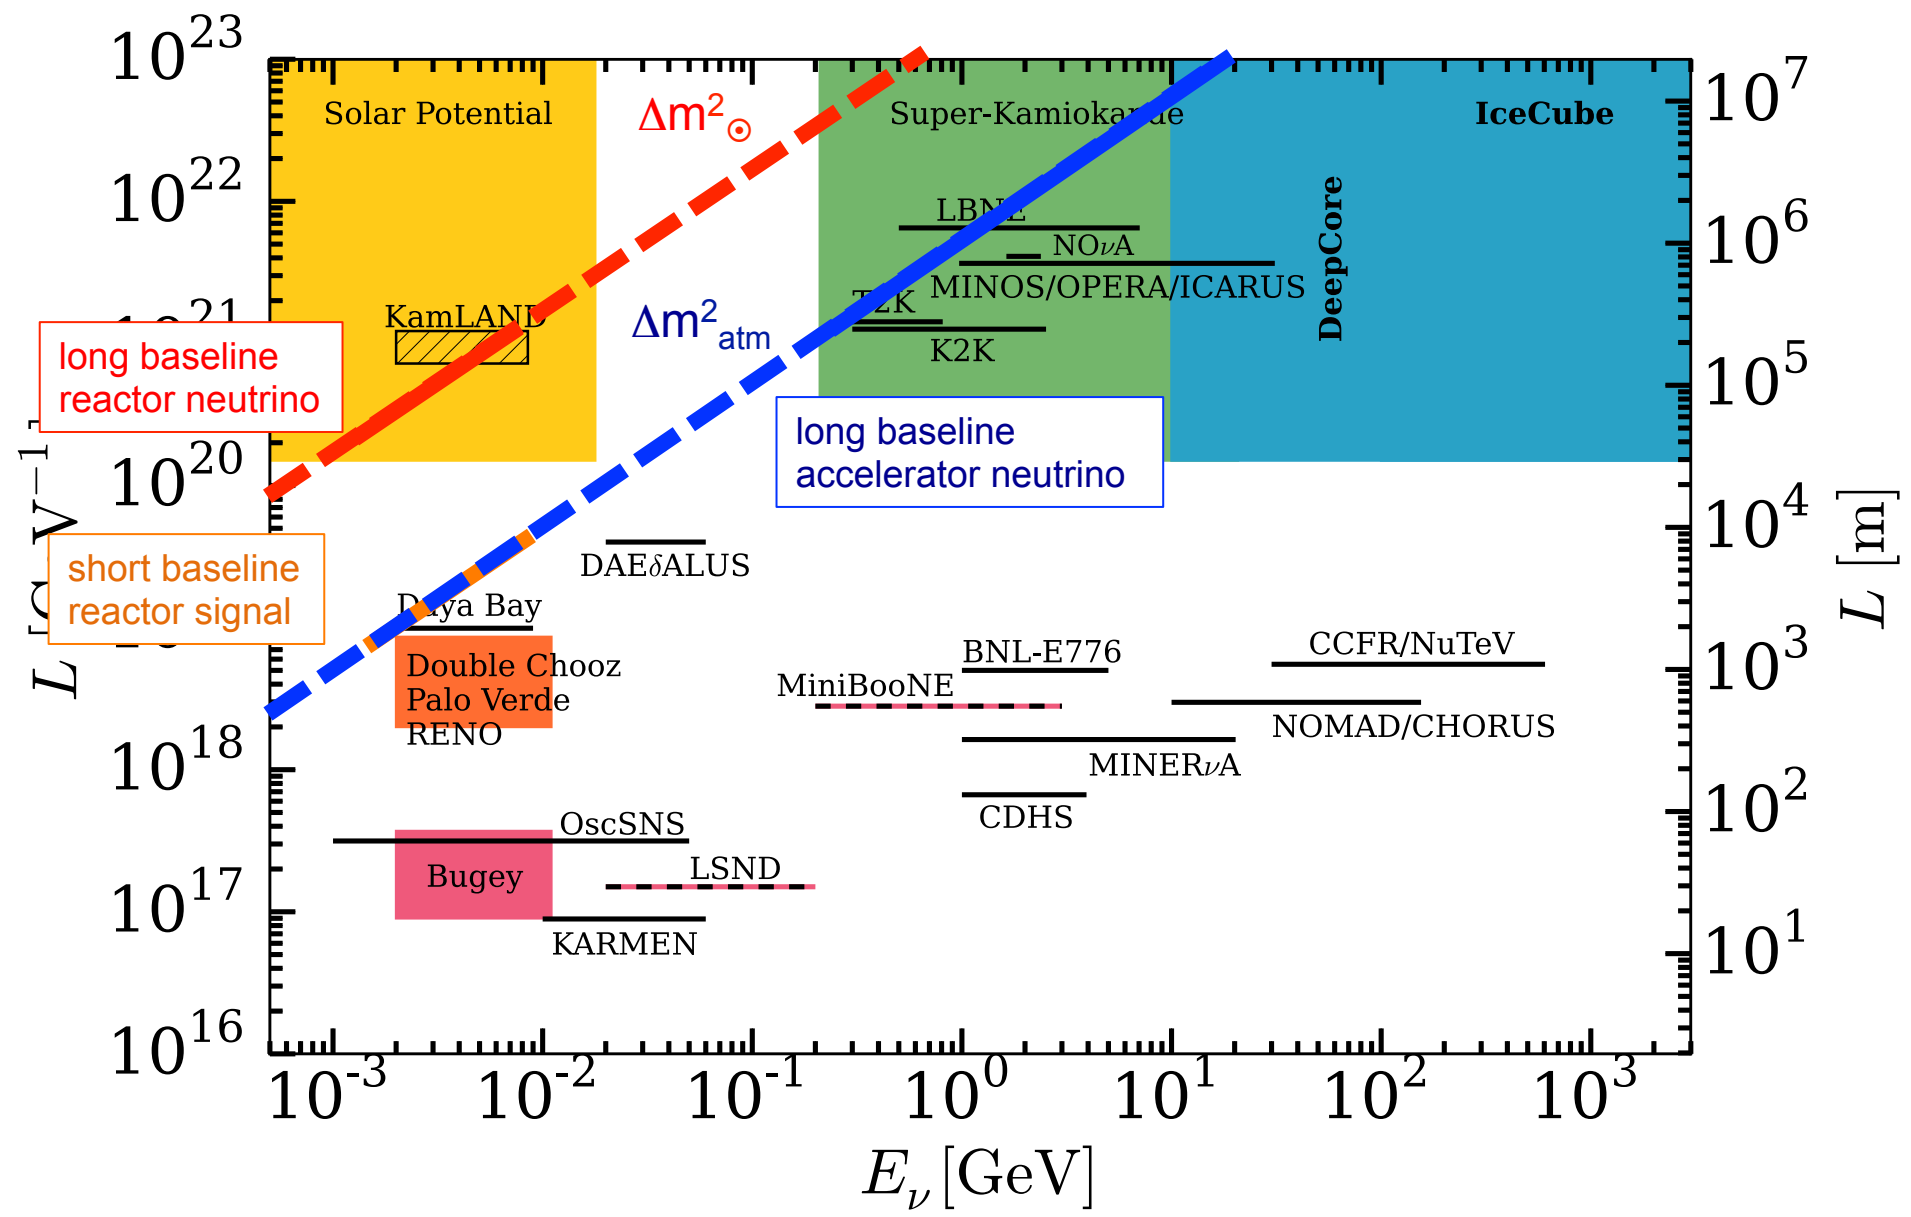 10^23
10^22
10^20
10^18
10^17
10^16
10^7
10^6
10^5
10^4
10^3
10^2
10^1
L [m]
Solar Potential
Δm²☉
Super-Kamiokande
IceCube
DeepCore
LBNE
NOνA
MINOS/OPERA/ICARUS
T2K
K2K
KamLAND
Δm²atm
long baseline
reactor neutrino
long baseline
accelerator neutrino
short baseline
reactor signal
DAEδALUS
Daya Bay
Double Chooz
Palo Verde
RENO
BNL-E776
CCFR/NuTeV
MiniBooNE
NOMAD/CHORUS
MINERνA
CDHS
OscSNS
Bugey
LSND
KARMEN
10^-3
10^-2
10^-1
10^0
10^1
10^2
10^3
E_ν [GeV]